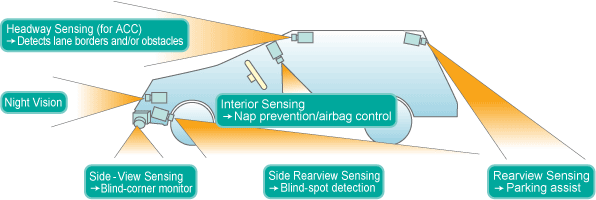 Headway Sensing (for ACC)
→ Detects lane borders and/or obstacles
Night Vision
Interior Sensing
→ Nap prevention/airbag control
Side-View Sensing
→ Blind-corner monitor
Side Rearview Sensing
→ Blind-spot detection
Rearview Sensing
→ Parking assist